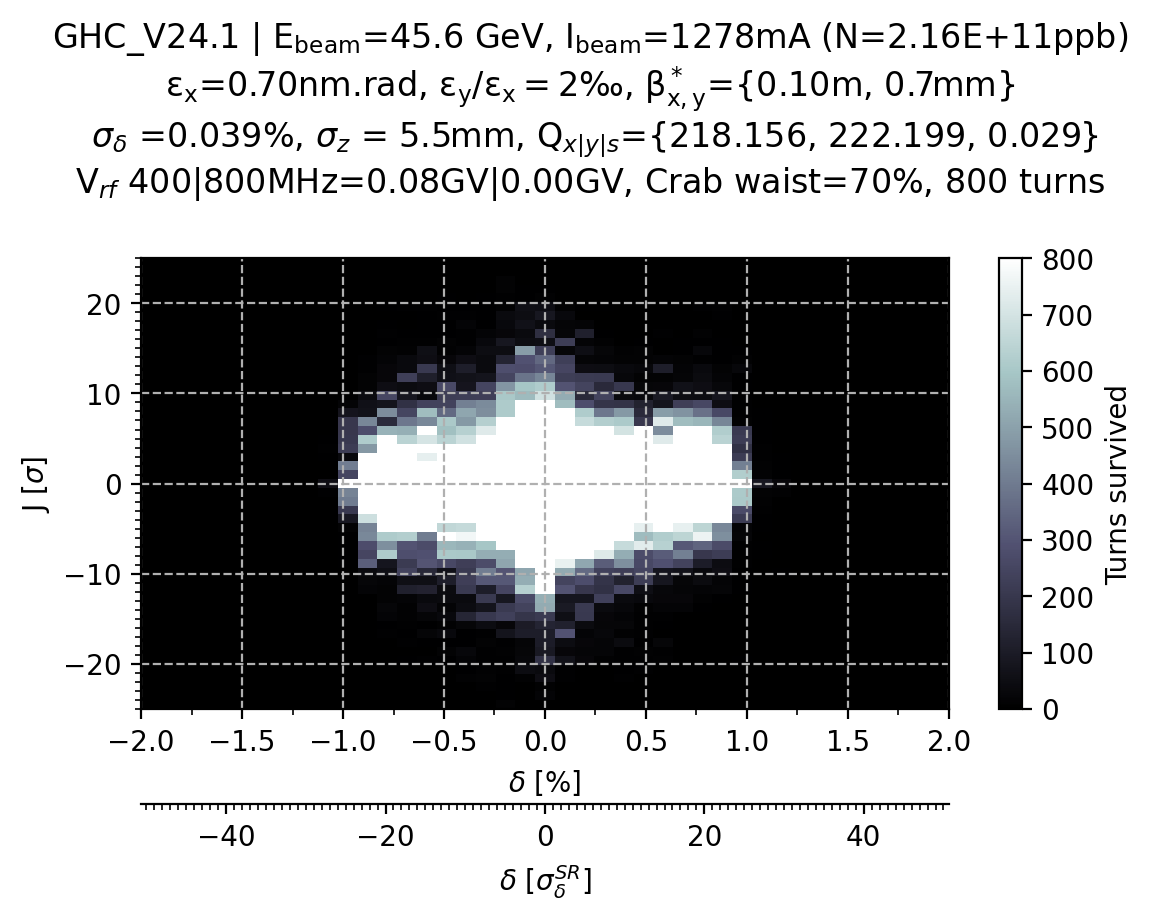 GHC_V24.1 | E_beam=45.6 GeV, I_beam=1278mA (N=2.16E+11ppb)
ε_x=0.70nm.rad, ε_y/ε_x = 2‰, β*_x,y={0.10m, 0.7mm}
σ_δ =0.039%, σ_z = 5.5mm, Q_x|y|s={218.156, 222.199, 0.029}
V_rf 400|800MHz=0.08GV|0.00GV, Crab waist=70%, 800 turns
20
10
0
−10
−20
J [σ]
−2.0 −1.5 −1.0 −0.5 0.0 0.5 1.0 1.5 2.0
δ [%]
−40 −20 0 20 40
δ [σ_δ^SR]
800
700
600
500
400
300
200
100
0
Turns survived